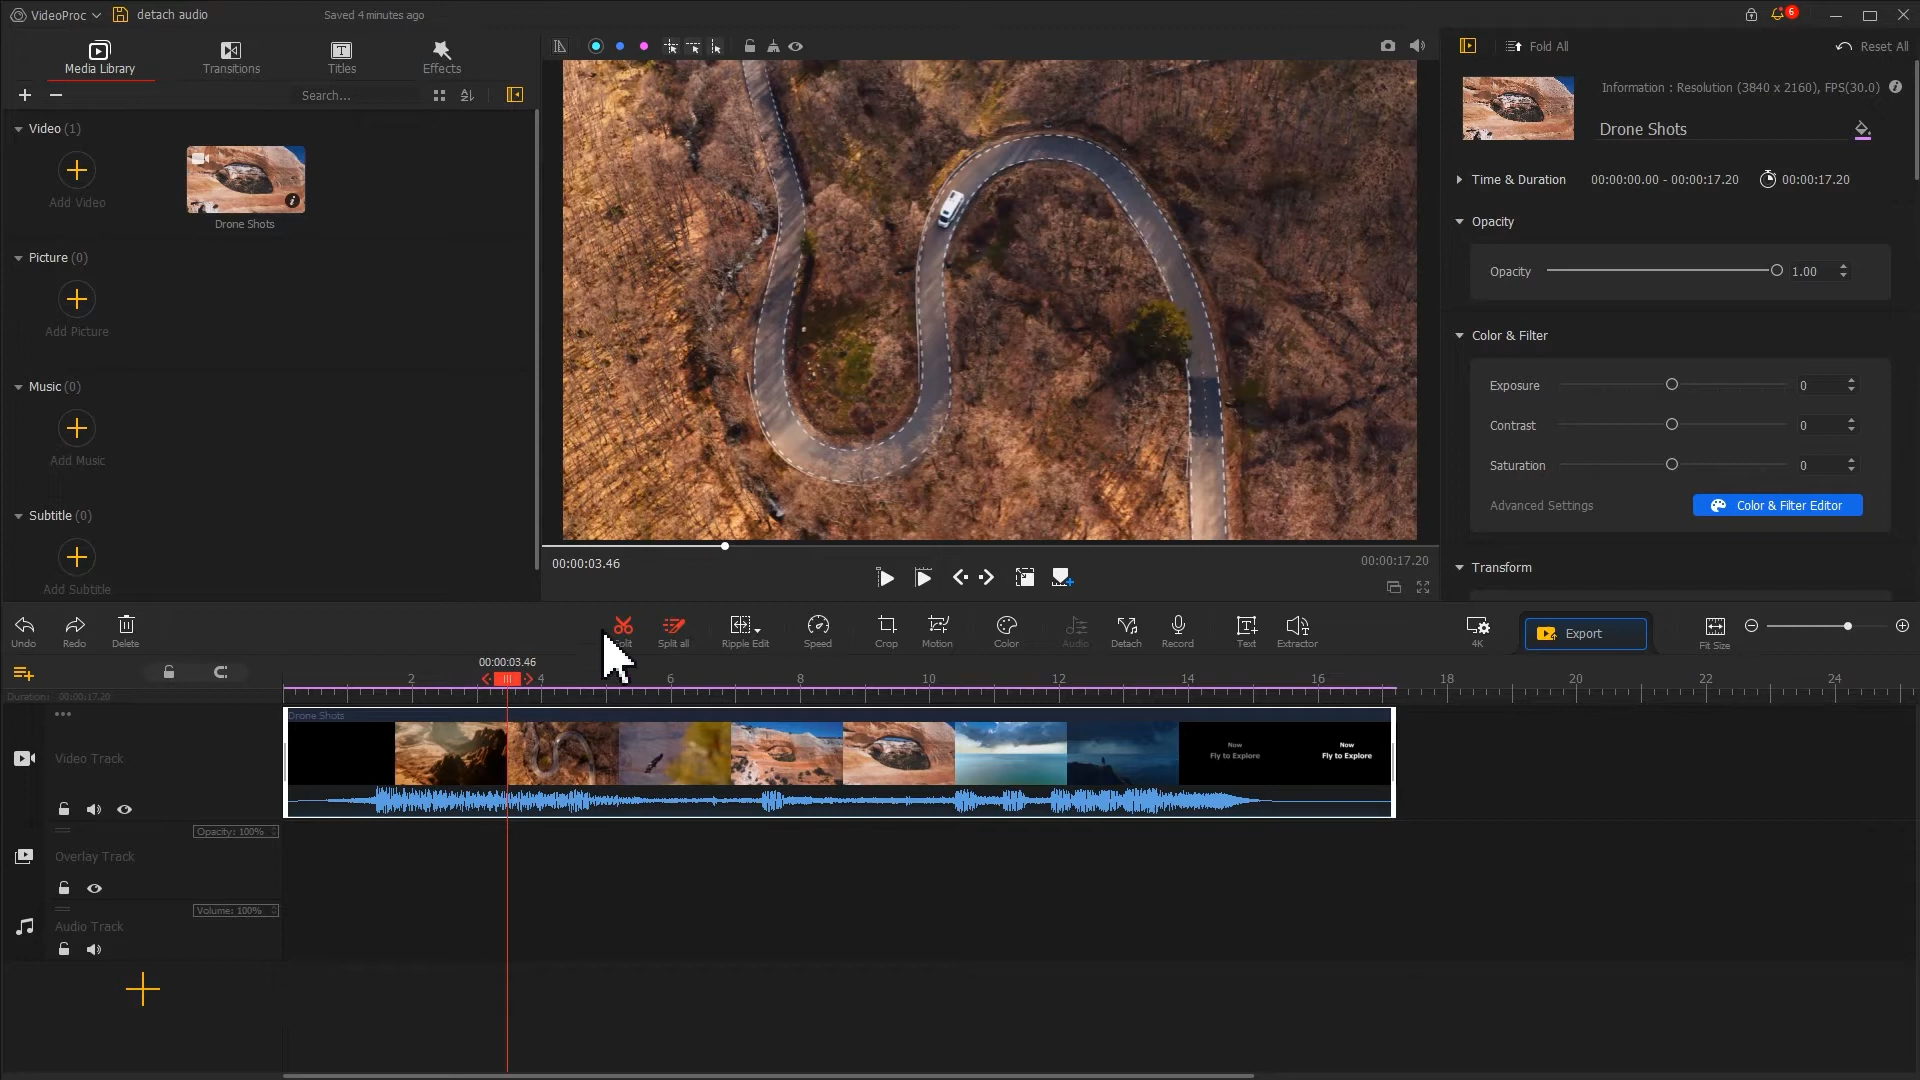 VideoProc
detach audio
Saved 4 minutes ago
6
Media Library
Transitions
Titles
Effects
Search...
Video (1)
Add Video
Drone Shots
Picture (0)
Add Picture
Music (0)
Add Music
Subtitle (0)
Add Subtitle
00:00:03.46
00:00:17.20
Fold All
Reset All
Information : Resolution (3840 x 2160), FPS(30.0)
Drone Shots
Time & Duration
00:00:00.00 - 00:00:17.20
00:00:17.20
Opacity
Opacity
1.00
Color & Filter
Exposure
0
Contrast
0
Saturation
0
Advanced Settings
Color & Filter Editor
Transform
Undo
Redo
Delete
Split all
Ripple Edit
Speed
Crop
Motion
Color
Audio
Detach
Record
Text
Extractor
4K
Export
Fit Size
00:00:03.46
2
4
6
8
10
12
14
16
18
20
22
24
Duration: 00:00:17.20
Drone Shots
Video Track
Now
Fly to Explore
Now
Fly to Explore
Opacity: 100%
Overlay Track
Volume: 100%
Audio Track